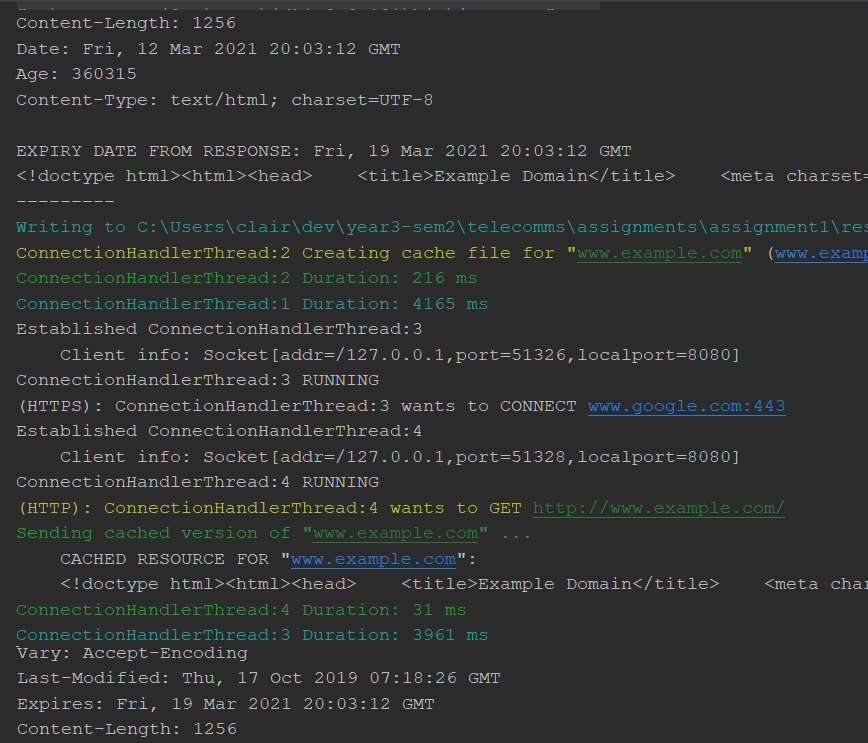 Content-Length: 1256
Date: Fri, 12 Mar 2021 20:03:12 GMT
Age: 360315
Content-Type: text/html; charset=UTF-8
EXPIRY DATE FROM RESPONSE: Fri, 19 Mar 2021 20:03:12 GMT
<!doctype html><html><head>    <title>Example Domain</title>    <meta charset=
---------
Writing to C:\Users\clair\dev\year3-sem2\telecomms\assignments\assignment1\res
ConnectionHandlerThread:2 Creating cache file for "www.example.com" (www.examp
ConnectionHandlerThread:2 Duration: 216 ms
ConnectionHandlerThread:1 Duration: 4165 ms
Established ConnectionHandlerThread:3
    Client info: Socket[addr=/127.0.0.1,port=51326,localport=8080]
ConnectionHandlerThread:3 RUNNING
(HTTPS): ConnectionHandlerThread:3 wants to CONNECT www.google.com:443
Established ConnectionHandlerThread:4
    Client info: Socket[addr=/127.0.0.1,port=51328,localport=8080]
ConnectionHandlerThread:4 RUNNING
(HTTP): ConnectionHandlerThread:4 wants to GET http://www.example.com/
Sending cached version of "www.example.com" ...
    CACHED RESOURCE FOR "www.example.com":
    <!doctype html><html><head>    <title>Example Domain</title>    <meta char
ConnectionHandlerThread:4 Duration: 31 ms
ConnectionHandlerThread:3 Duration: 3961 ms
Vary: Accept-Encoding
Last-Modified: Thu, 17 Oct 2019 07:18:26 GMT
Expires: Fri, 19 Mar 2021 20:03:12 GMT
Content-Length: 1256